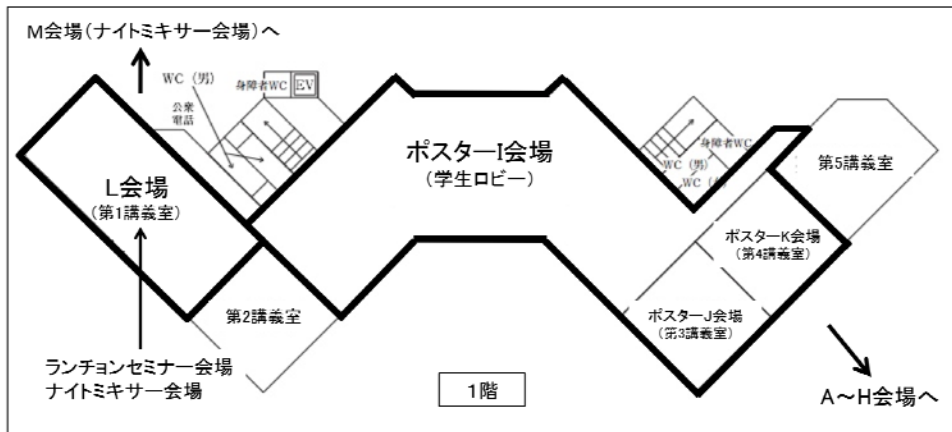 M会場(ナイトミキサー会場)へ
WC (男)
身障者WC
EV
公衆
電話
L会場
(第1講義室)
ポスターI会場
(学生ロビー)
身障者WC
WC (男)
第5講義室
ポスターK会場
(第4講義室)
第2講義室
ポスターJ会場
(第3講義室)
ランチョンセミナー会場
ナイトミキサー会場
1階
A~H会場へ